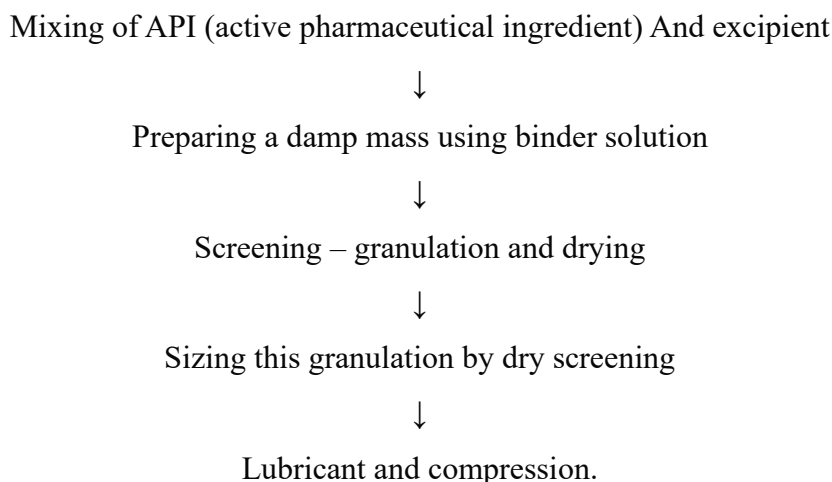 Mixing of API (active pharmaceutical ingredient) And excipient
↓
Preparing a damp mass using binder solution
↓
Screening – granulation and drying
↓
Sizing this granulation by dry screening
↓
Lubricant and compression.